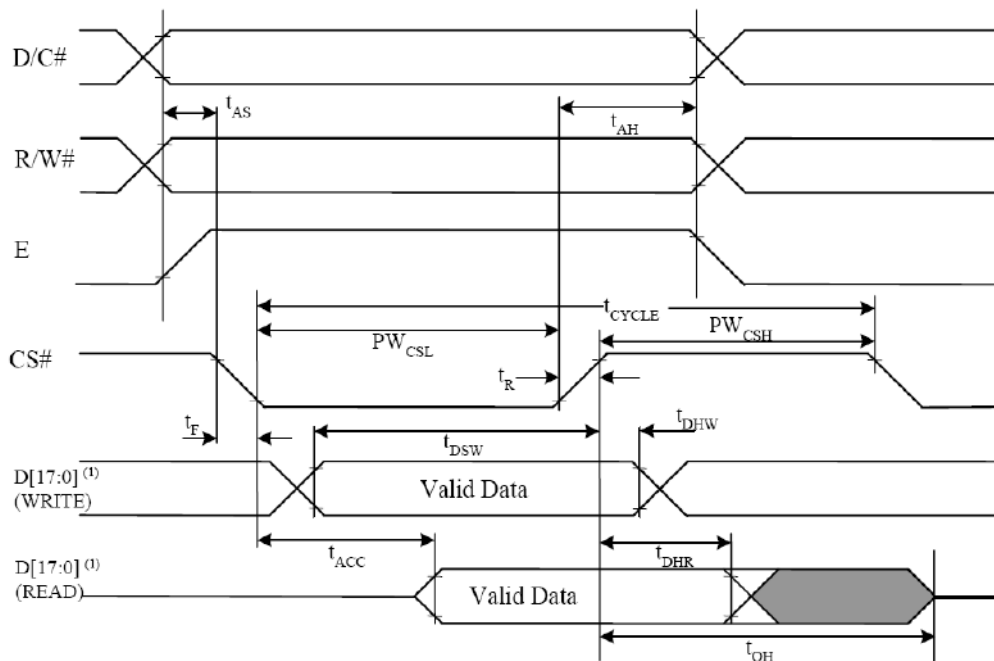 D/C#
t_AS
t_AH
R/W#
E
t_CYCLE
PW_CSL
PW_CSH
CS#
t_R
t_F
t_DSW
t_DHW
D[17:0] (1)
(WRITE)
Valid Data
t_ACC
t_DHR
D[17:0] (1)
(READ)
Valid Data
t_OH